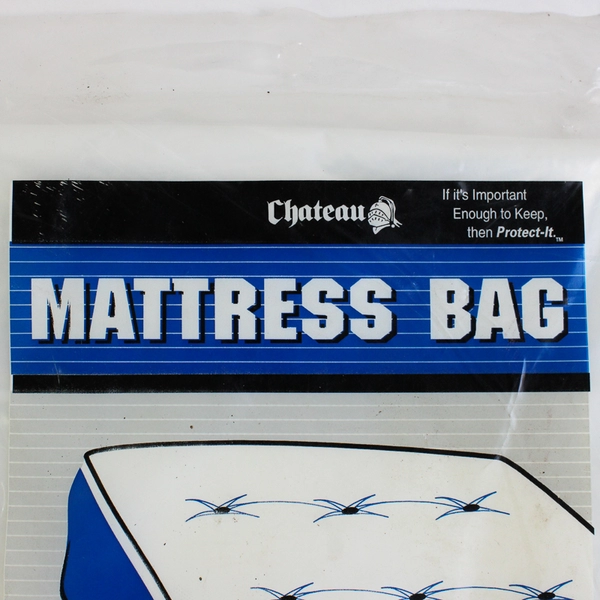 Chateau
If it's Important
Enough to Keep,
then Protect-It.™
MATTRESS BAG